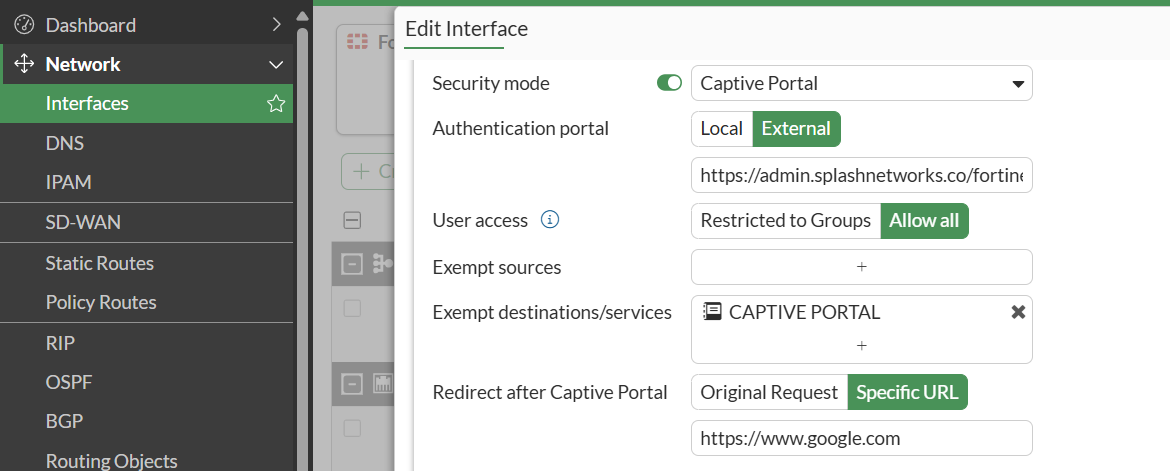 Dashboard
Network
Interfaces
DNS
IPAM
SD-WAN
Static Routes
Policy Routes
RIP
OSPF
BGP
Routing Objects
Edit Interface
Security mode
Captive Portal
Authentication portal
Local External
https://admin.splashnetworks.co/fortine
User access
Restricted to Groups Allow all
Exempt sources
+
Exempt destinations/services
CAPTIVE PORTAL
+
Redirect after Captive Portal
Original Request Specific URL
https://www.google.com